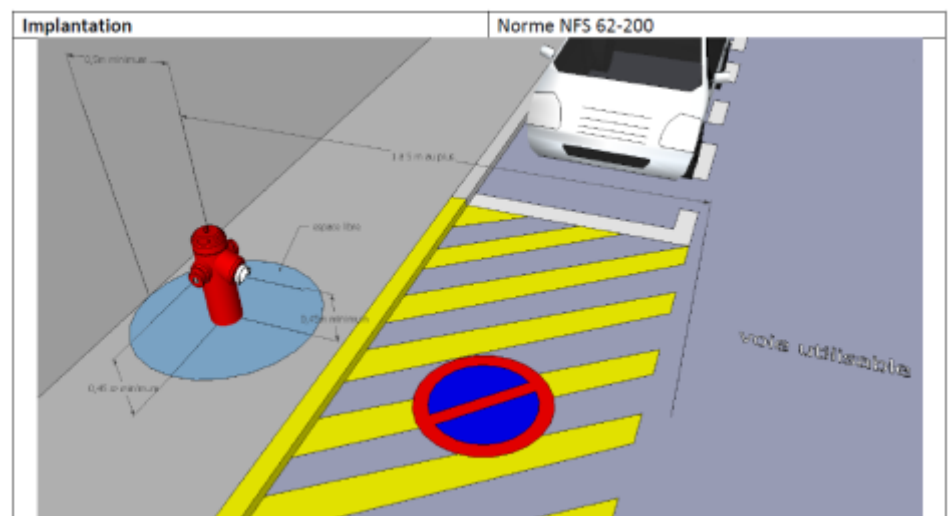 Implantation
Norme NFS 62-200
0,5m minimum
1 à 5 m au plus
espace libre
0,45m minimum
voie utilisable
0,45 m minimum